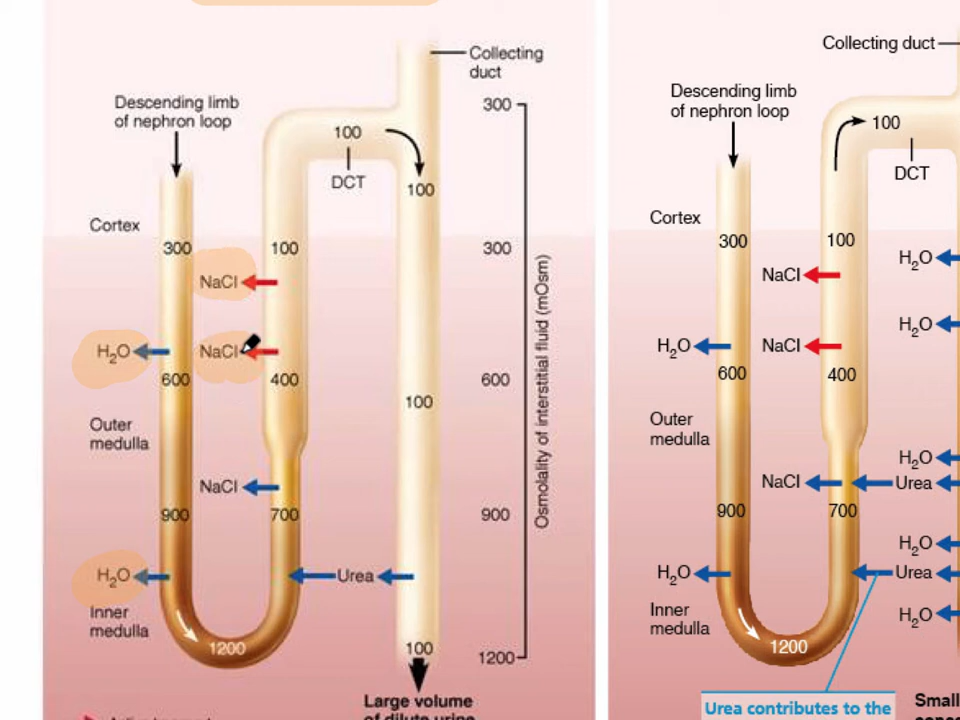 Collecting
duct
Descending limb
of nephron loop
300
100
DCT
100
Cortex
300
100
300
NaCl
H₂O
NaCl
600
400
600
100
Outer
medulla
Osmolality of interstitial fluid (mOsm)
NaCl
900
700
900
H₂O
Urea
Inner
medulla
1200
100
1200
Large volume
of dilute urine
Collecting duct
Descending limb
of nephron loop
100
DCT
Cortex
300
100
H₂O
NaCl
H₂O
H₂O
NaCl
600
400
Outer
medulla
H₂O
NaCl
Urea
900
700
H₂O
H₂O
Urea
Inner
medulla
H₂O
1200
Urea contributes to the
Small